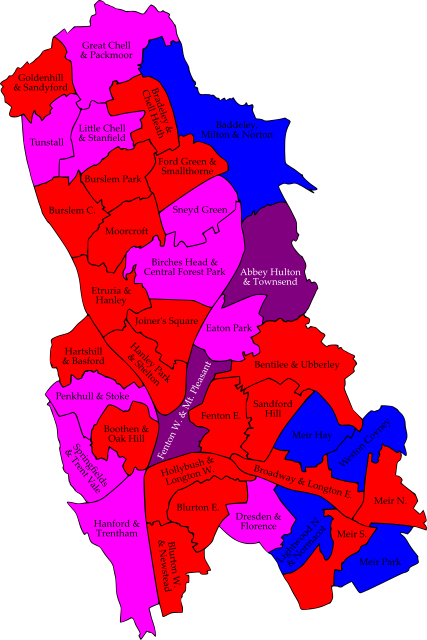 Great Chell
& Packmoor
Goldenhill
& Sandyford
Baddeley,
Milton & Norton
Bradeley &
Chell Heath
Little Chell
& Stanfield
Tunstall
Ford Green &
Smallthorne
Burslem Park
Burslem C.
Sneyd Green
Moorcroft
Birches Head &
Central Forest Park
Abbey Hulton
& Townsend
Etruria &
Hanley
Joiner's Square
Eaton Park
Hartshill
& Basford
Hanley Park
& Shelton
Bentilee & Ubberley
Penkhull & Stoke
Fenton W. & Mt. Pleasant
Fenton E.
Sandford
Hill
Boothen &
Oak Hill
Meir Hay
Weston Coyney
Springfields
& Trent Vale
Hollybush &
Longton W.
Broadway & Longton E.
Meir N.
Blurton E.
Hanford &
Trentham
Dresden &
Florence
Meir S.
Blurton W.
& Newstead
Meir Park